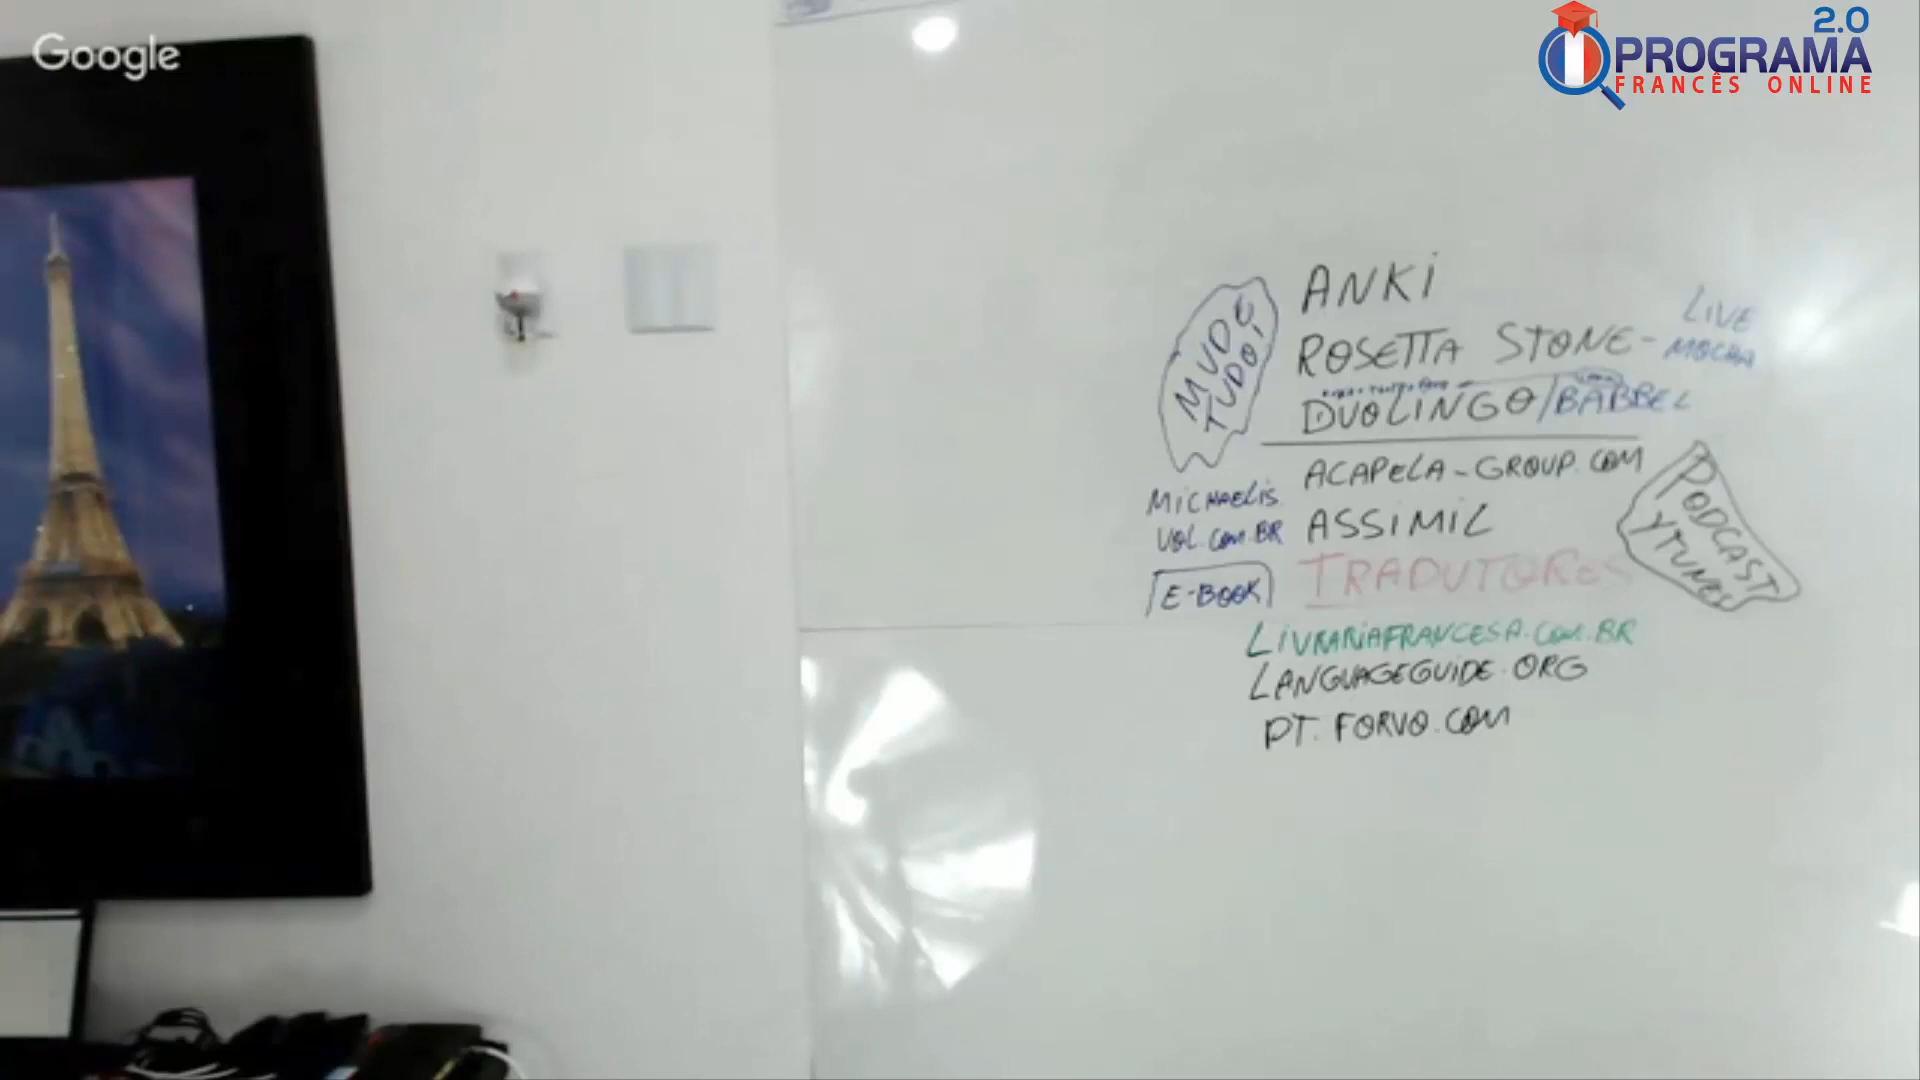 Google
2.0
PROGRAMA
FRANCÊS ONLINE
ANKI
MUDE
TUDO!
ROSETTA STONE - LIVE
MOCHA
DUOLINGO/BABBEL
ACAPELA-GROUP.COM
MICHAELIS.
UOL.COM.BR
ASSIMIL
PODCAST
YTUNES
E-BOOK
TRADUTORES
LIVRARIAFRANCESA.COM.BR
LANGUAGEGUIDE.ORG
PT.FORVO.COM